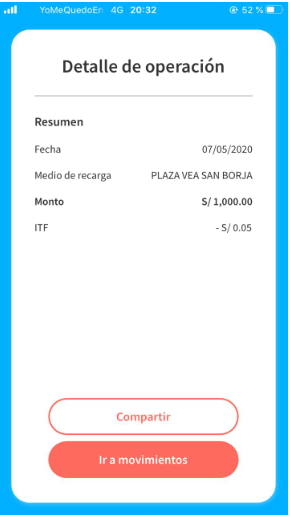 YoMeQuedoEn 4G 20:32 52 %
Detalle de operación
Resumen
Fecha 07/05/2020
Medio de recarga PLAZA VEA SAN BORJA
Monto S/ 1,000.00
ITF - S/ 0.05
Compartir
Ir a movimientos